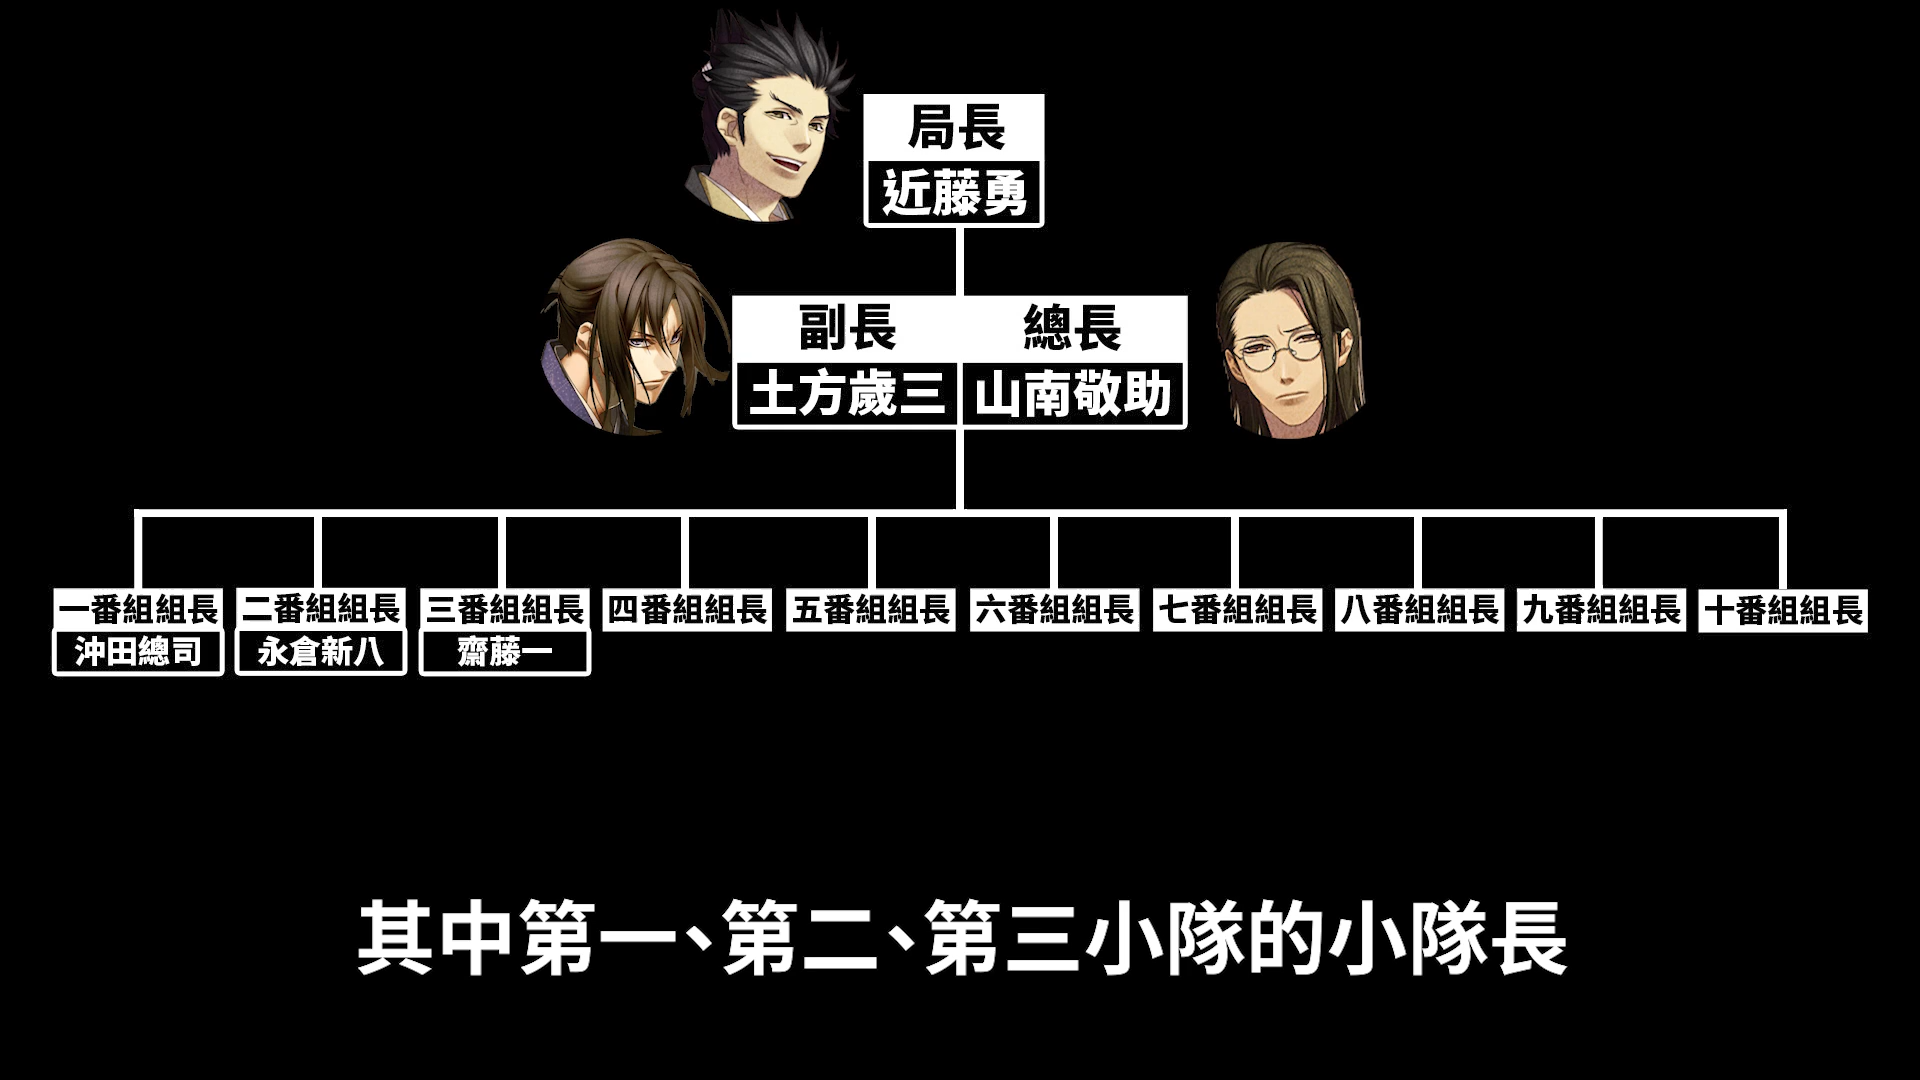 局長
近藤勇
副長
總長
土方歲三
山南敬助
一番組組長
二番組組長
三番組組長
四番組組長
五番組組長
六番組組長
七番組組長
八番組組長
九番組組長
十番組組長
沖田總司
永倉新八
齋藤一
其中第一、第二、第三小隊的小隊長